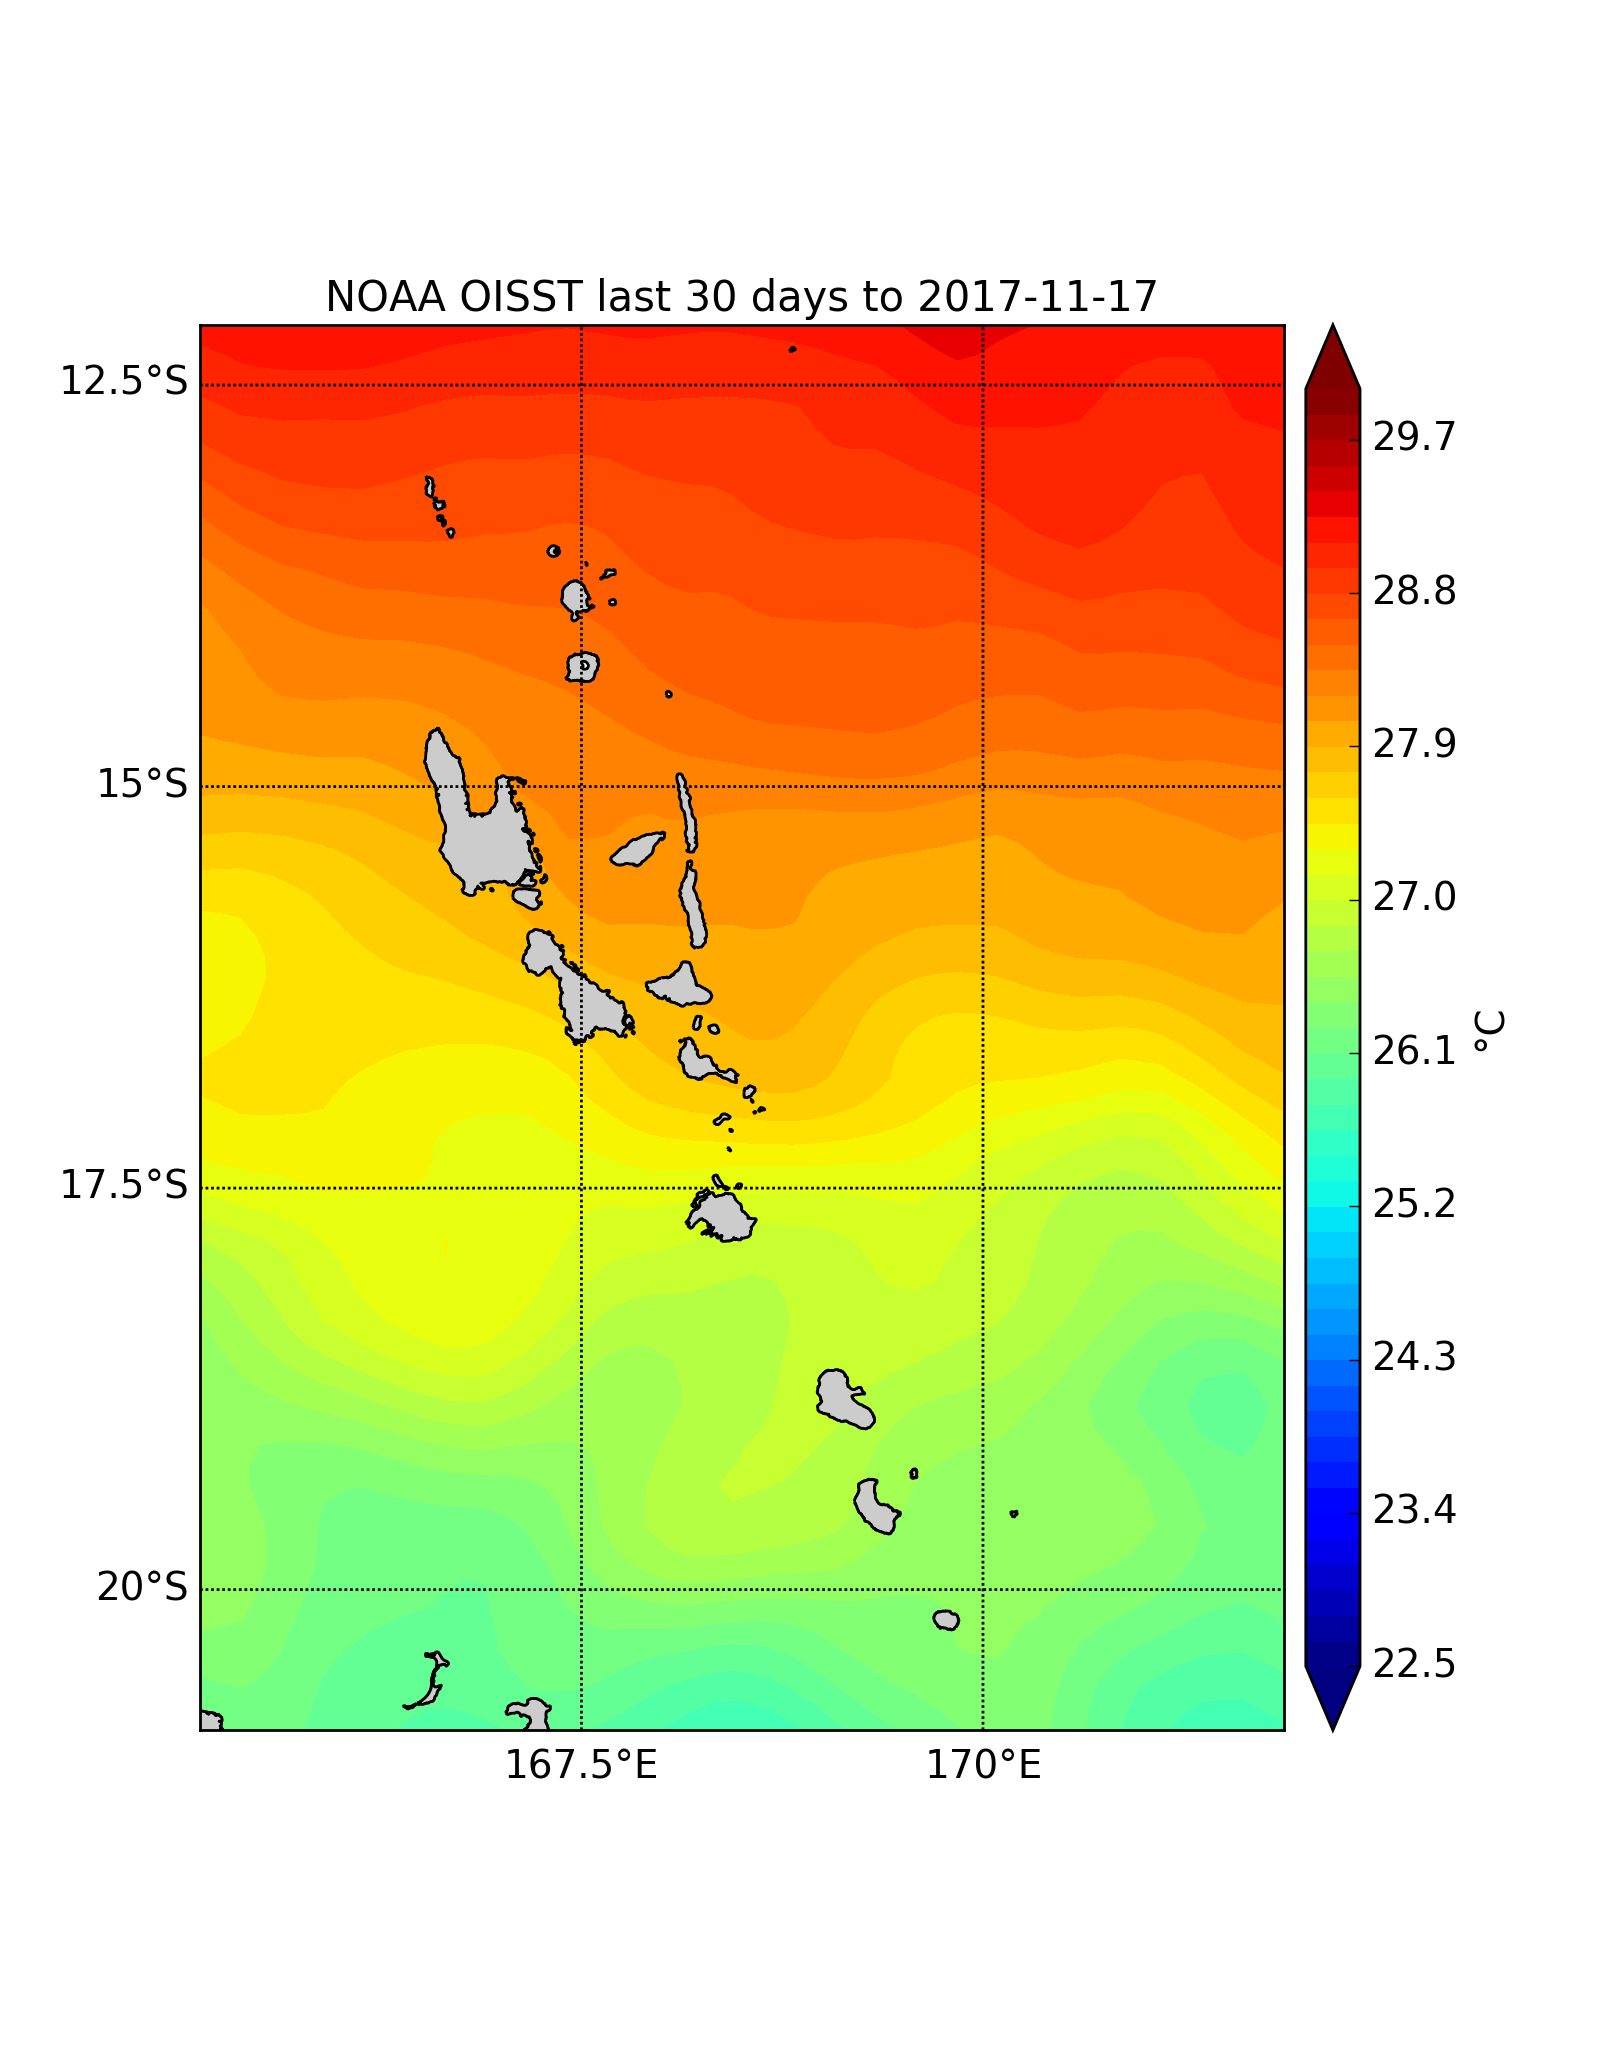 NOAA OISST last 30 days to 2017-11-17
12.5°S
15°S
17.5°S
20°S
167.5°E
170°E
29.7
28.8
27.9
27.0
26.1
25.2
24.3
23.4
22.5
°C